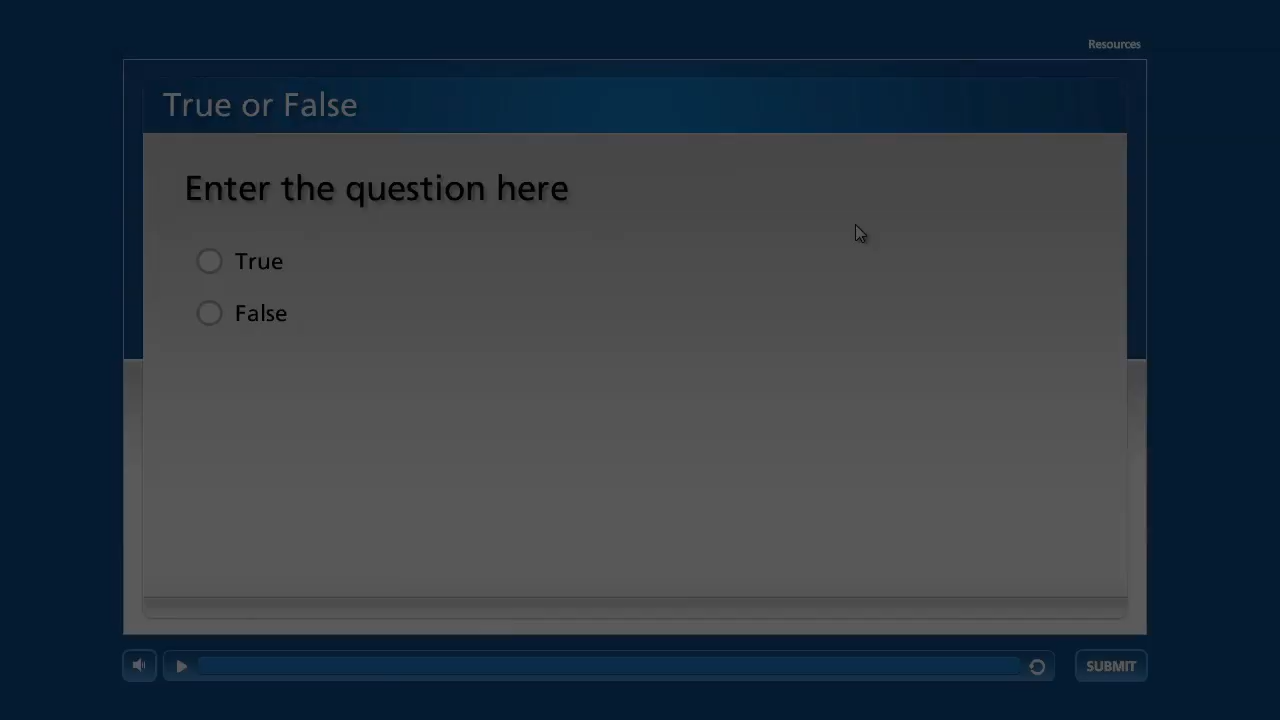 Resources
True or False
Enter the question here
True
False
SUBMIT